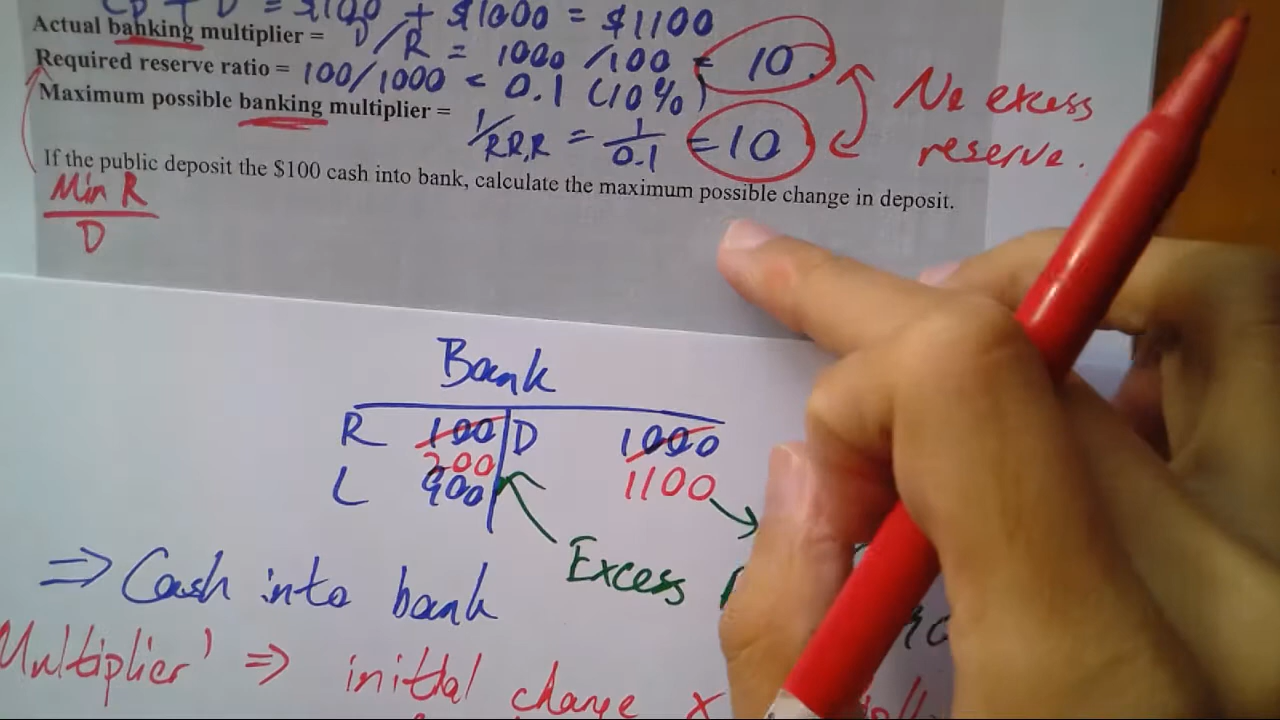 + D = $100 + $1000 = $1100
Actual banking multiplier = D/R = 1000/100 = 10
Required reserve ratio = 100/1000 = 0.1 (10%)
Maximum possible banking multiplier = 1/RRR = 1/0.1 = 10
No excess
reserve.
If the public deposit the $100 cash into bank, calculate the maximum possible change in deposit.
Min R
D
Bank
R 100 D 1000
200 1100
L 900
Excess
⇒ Cash into bank
Multiplier' ⇒ initial change x